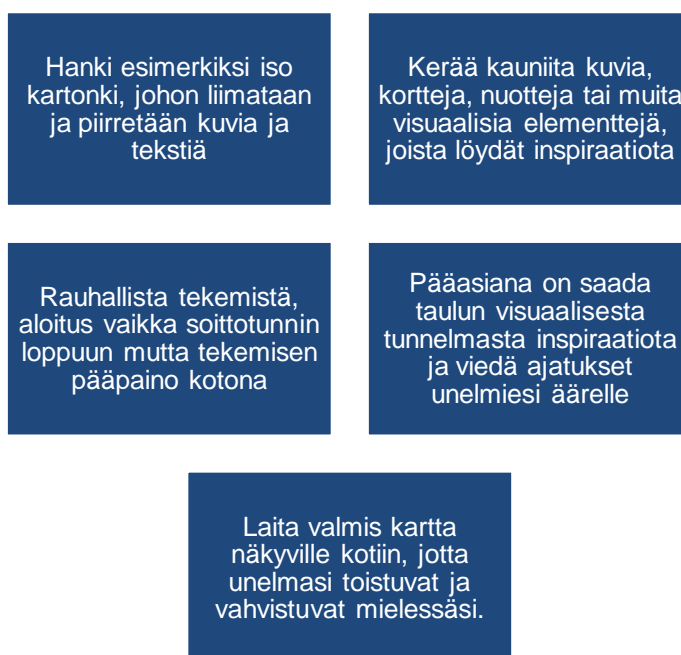 Hanki esimerkiksi iso
kartonki, johon liimataan
ja piirretään kuvia ja
tekstiä
Kerää kauniita kuvia,
kortteja, nuotteja tai muita
visuaalisia elementtejä,
joista löydät inspiraatiota
Rauhallista tekemistä,
aloitus vaikka soittotunnin
loppuun mutta tekemisen
pääpaino kotona
Pääasiana on saada
taulun visuaalisesta
tunnelmasta inspiraatiota
ja viedä ajatukset
unelmiesi äärelle
Laita valmis kartta
näkyville kotiin, jotta
unelmasi toistuvat ja
vahvistuvat mielessäsi.